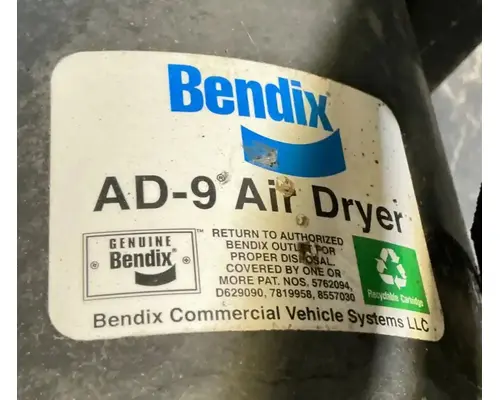 Bendix
AD-9® Air Dryer
GENUINE
Bendix®
™
RETURN TO AUTHORIZED
BENDIX OUTLET FOR
PROPER DISPOSAL.
COVERED BY ONE OR
MORE PAT. NOS. 5762094,
D629090, 7819958, 8557030
Recyclable Cartridge
Bendix Commercial Vehicle Systems LLC